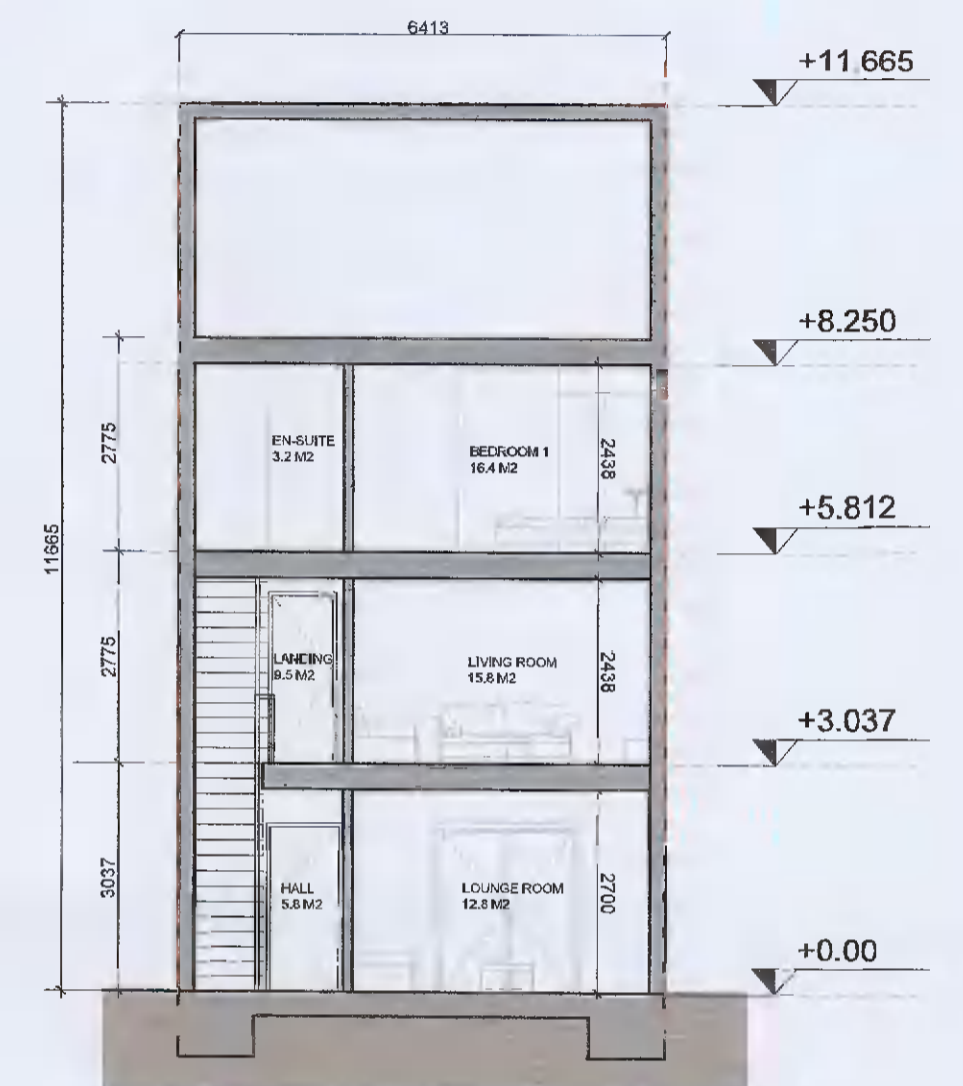 6413
+11.665
+8.250
2775
EN-SUITE
3.2 M2
BEDROOM 1
16.4 M2
2438
+5.812
11665
2775
LANDING
9.5 M2
LIVING ROOM
15.8 M2
2438
+3.037
3037
HALL
5.8 M2
LOUNGE ROOM
12.8 M2
2700
+0.00